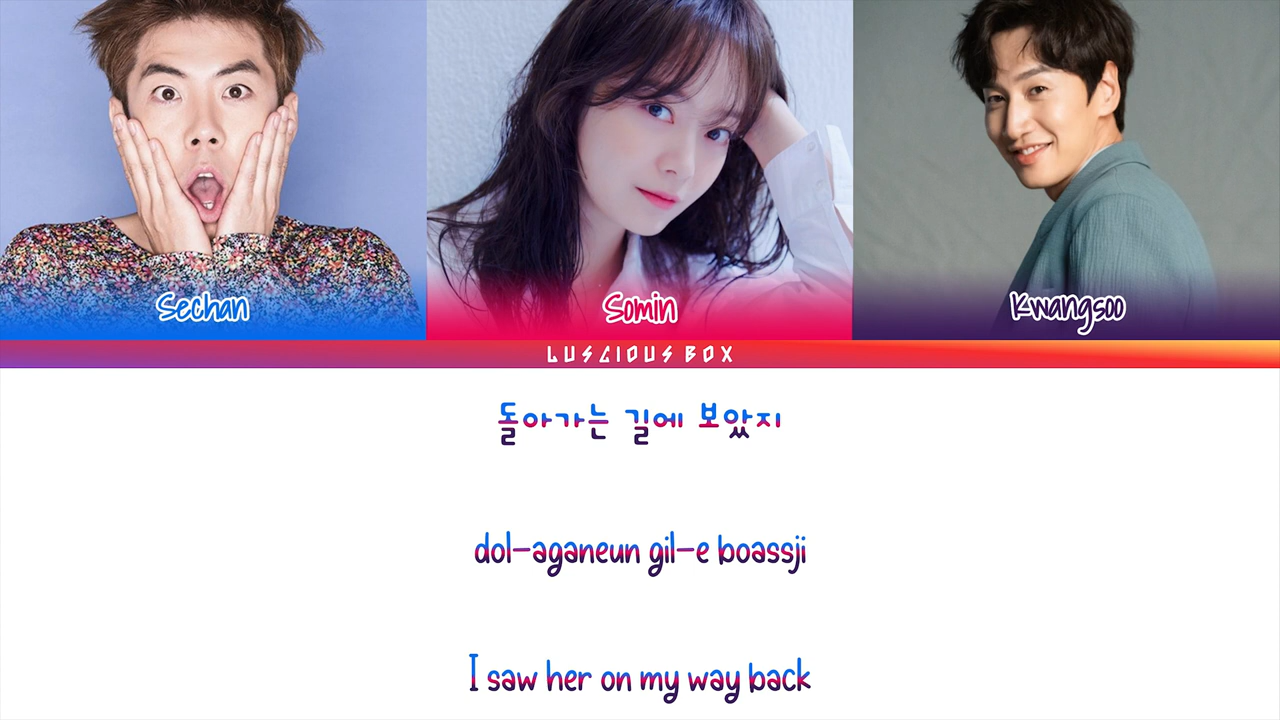 Sechan
Somin
Kwangsoo
LUSCIOUS BOX
돌아가는 길에 보았지
dol-aganeun gil-e boassji
I saw her on my way back